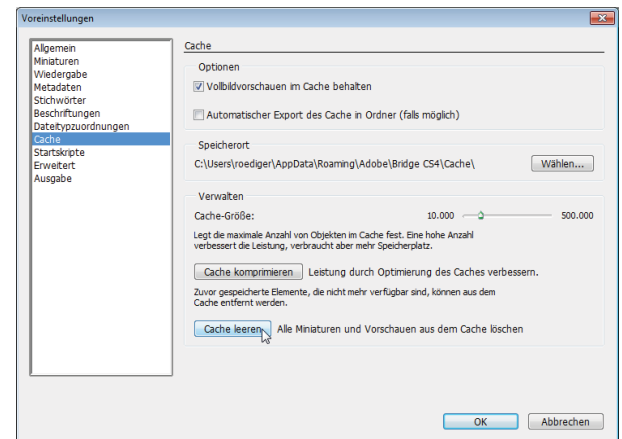 Voreinstellungen
Allgemein
Miniaturen
Wiedergabe
Metadaten
Stichwörter
Beschriftungen
Dateitypzuordnungen
Cache
Startskripte
Erweitert
Ausgabe
Cache
Optionen
Vollbildvorschauen im Cache behalten
Automatischer Export des Cache in Ordner (falls möglich)
Speicherort
C:\Users\roediger\AppData\Roaming\Adobe\Bridge CS4\Cache\ Wählen...
Verwalten
Cache-Größe: 10.000 500.000
Legt die maximale Anzahl von Objekten im Cache fest. Eine hohe Anzahl
verbessert die Leistung, verbraucht aber mehr Speicherplatz.
Cache komprimieren Leistung durch Optimierung des Caches verbessern.
Zuvor gespeicherte Elemente, die nicht mehr verfügbar sind, können aus dem
Cache entfernt werden.
Cache leeren Alle Miniaturen und Vorschauen aus dem Cache löschen
OK Abbrechen